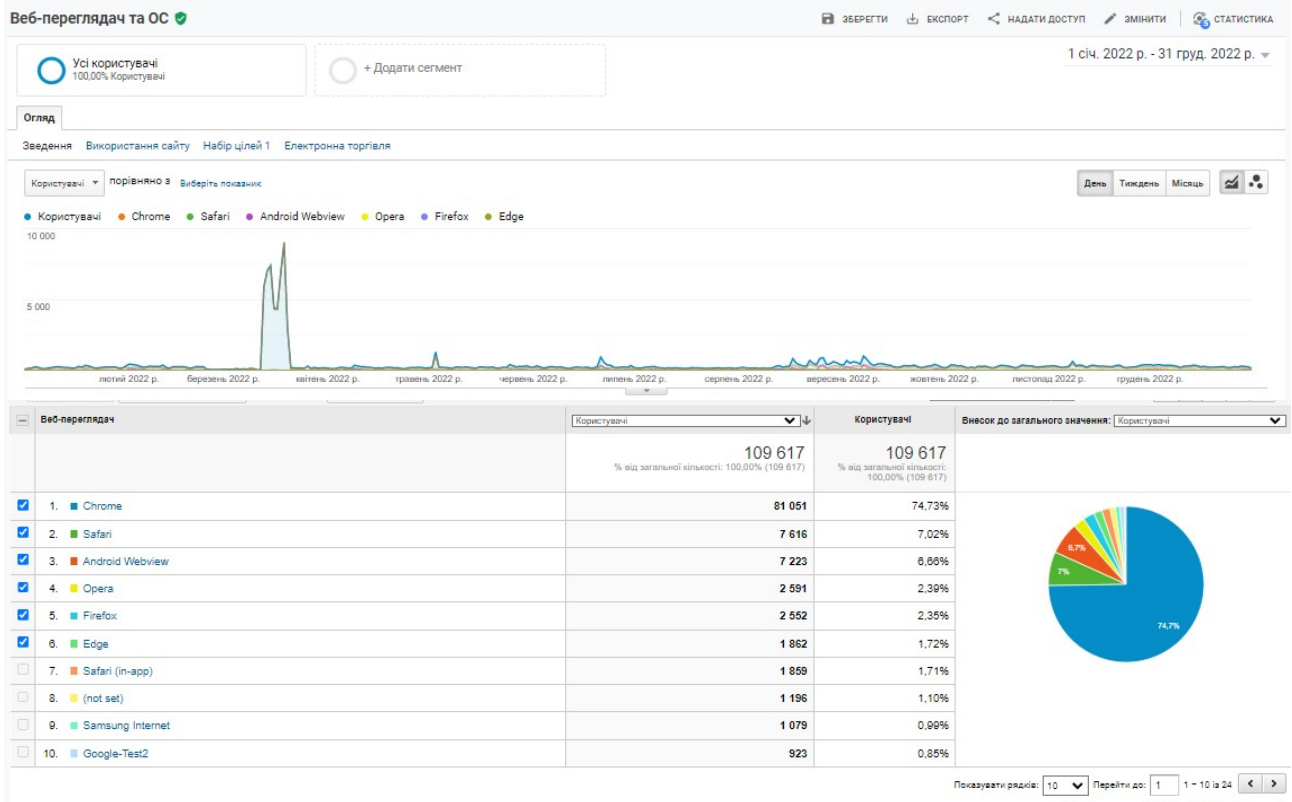 Веб-переглядач та ОС
ЗБЕРЕГТИ ЕКСПОРТ НАДАТИ ДОСТУП ЗМІНИТИ 5 СТАТИСТИКА
Усі користувачі
100,00% Користувачі
+ Додати сегмент
1 січ. 2022 р. - 31 груд. 2022 р.
Огляд
Зведення Використання сайту Набір цілей 1 Електронна торгівля
Користувачі порівняно з Виберіть показник
День Тиждень Місяць
Користувачі Chrome Safari Android Webview Opera Firefox Edge
10 000
5 000
лютий 2022 р. березень 2022 р. квітень 2022 р. травень 2022 р. червень 2022 р. липень 2022 р. серпень 2022 р. вересень 2022 р. жовтень 2022 р. листопад 2022 р. грудень 2022 р.
Веб-переглядач Користувачі Користувачі Внесок до загального значення: Користувачі
109 617 109 617
% від загальної кількості: 100,00% (109 617) % від загальної кількості:
100,00% (109 617)
1. Chrome 81 051 74,73%
2. Safari 7 616 7,02%
3. Android Webview 7 223 6,66%
4. Opera 2 591 2,39%
5. Firefox 2 552 2,35%
6. Edge 1 862 1,72%
7. Safari (in-app) 1 859 1,71%
8. (not set) 1 196 1,10%
9. Samsung Internet 1 079 0,99%
10. Google-Test2 923 0,85%
6,7%
7%
74,7%
Показувати рядків: 10 Перейти до: 1 1 – 10 із 24